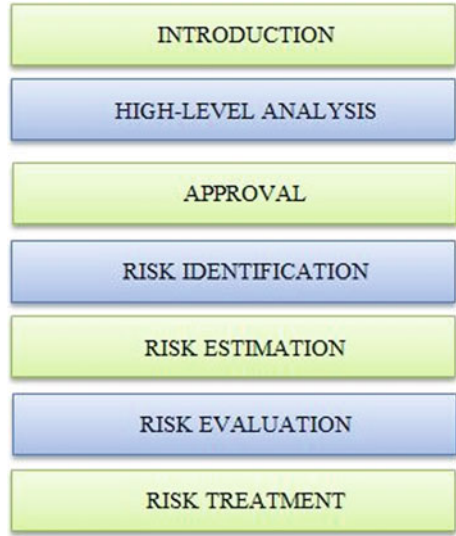 INTRODUCTION
HIGH-LEVEL ANALYSIS
APPROVAL
RISK IDENTIFICATION
RISK ESTIMATION
RISK EVALUATION
RISK TREATMENT